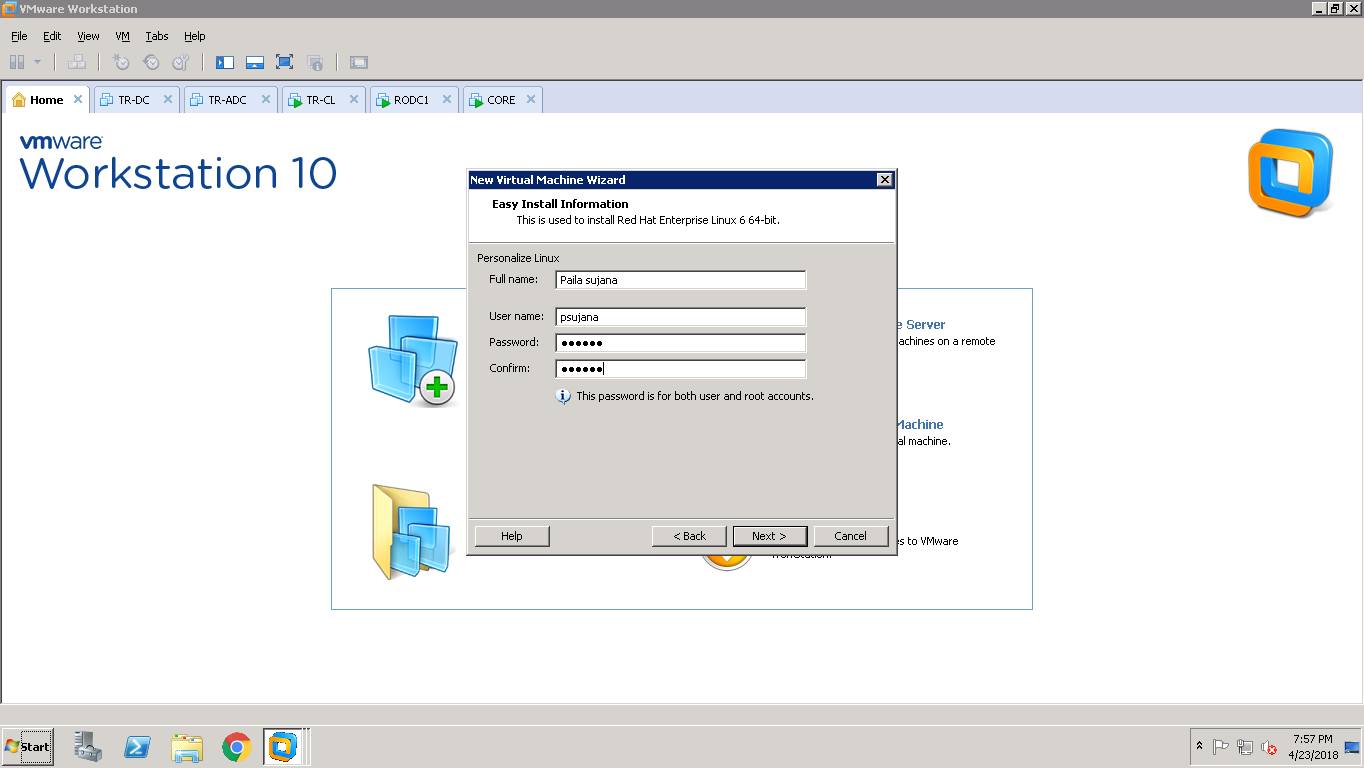 VMware Workstation
File Edit View VM Tabs Help
Home TR-DC TR-ADC TR-CL RODC1 CORE
vmware
Workstation 10
New Virtual Machine Wizard
Easy Install Information
This is used to install Red Hat Enterprise Linux 6 64-bit.
Personalize Linux
Full name: Paila sujana
User name: psujana
Password: ●●●●●●
Confirm: ●●●●●●
This password is for both user and root accounts.
Help < Back Next > Cancel
e Server
achines on a remote
Machine
al machine.
es to VMware
Start
7:57 PM
4/23/2018